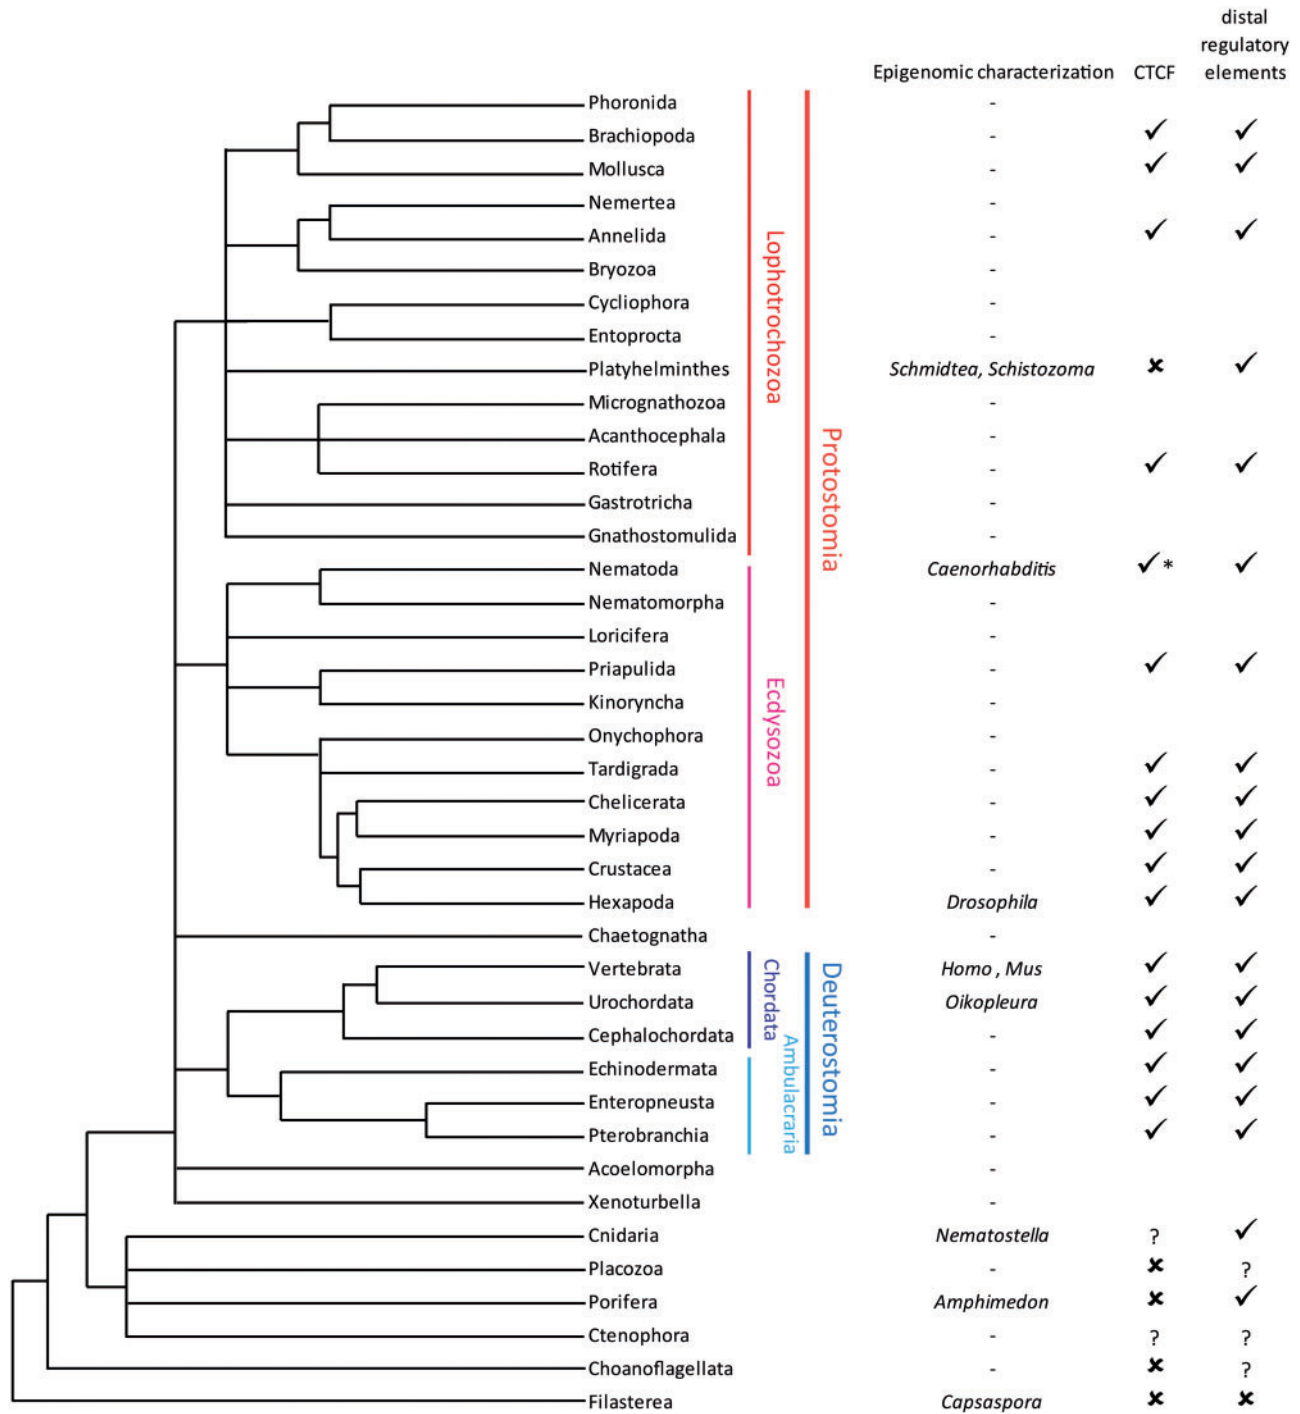 distal
regulatory
Epigenomic characterization CTCF elements
Phoronida -
Brachiopoda - ✓ ✓
Mollusca - ✓ ✓
Nemertea -
Annelida - ✓ ✓
Bryozoa -
Cycliophora -
Entoprocta -
Platyhelminthes Schmidtea, Schistozoma ✘ ✓
Micrognathozoa -
Acanthocephala -
Rotifera - ✓ ✓
Gastrotricha -
Gnathostomulida -
Nematoda Caenorhabditis ✓* ✓
Nematomorpha -
Loricifera -
Priapulida - ✓ ✓
Kinoryncha -
Onychophora -
Tardigrada - ✓ ✓
Chelicerata - ✓ ✓
Myriapoda - ✓ ✓
Crustacea - ✓ ✓
Hexapoda Drosophila ✓ ✓
Chaetognatha -
Vertebrata Homo , Mus ✓ ✓
Urochordata Oikopleura ✓ ✓
Cephalochordata - ✓ ✓
Echinodermata - ✓ ✓
Enteropneusta - ✓ ✓
Pterobranchia - ✓ ✓
Acoelomorpha -
Xenoturbella -
Cnidaria Nematostella ? ✓
Placozoa - ✘ ?
Porifera Amphimedon ✘ ✓
Ctenophora - ? ?
Choanoflagellata - ✘ ?
Filasterea Capsaspora ✘ ✘
Lophotrochozoa
Ecdysozoa
Protostomia
Chordata
Ambulacraria
Deuterostomia